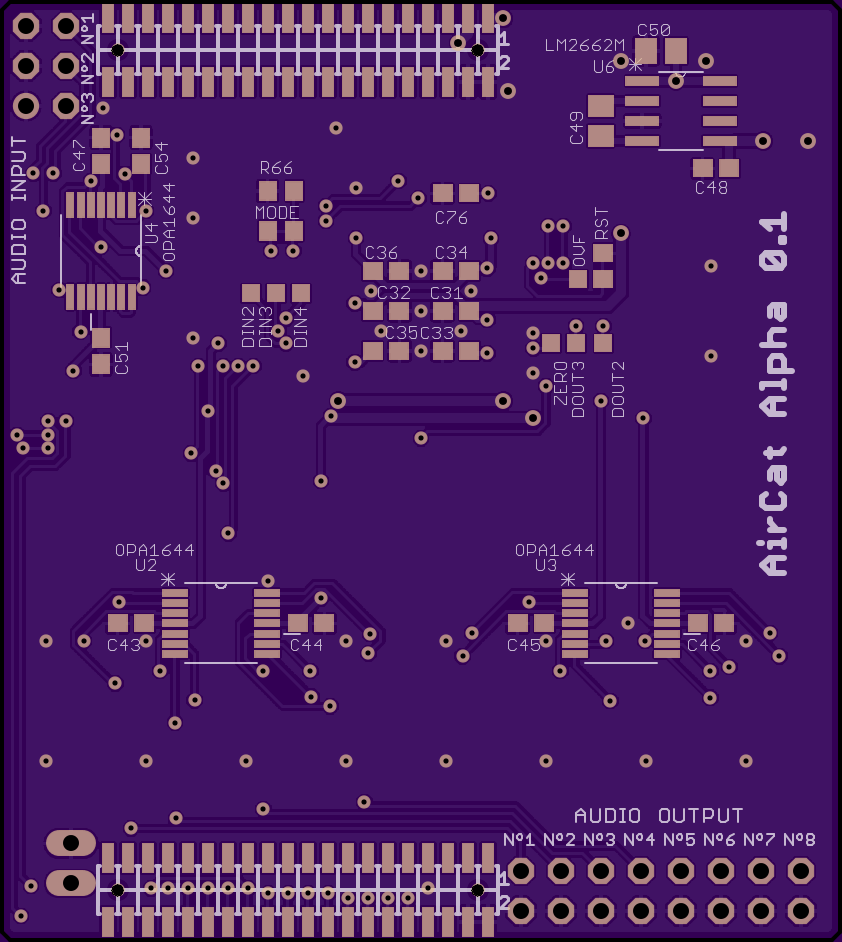 Nº1
Nº2
Nº3
AUDIO INPUT
1
2
C50
LM2662M
U6
C49
C48
C47
C54
U4
OPA1644
R66
MODE
C76
C36
C34
C32
C31
C35
C33
OVF
RST
DIN2
DIN3
DIN4
C51
ZERO
DOUT3
DOUT2
AirCat Alpha 0.1
OPA1644
U2
OPA1644
U3
C43
C44
C45
C46
AUDIO OUTPUT
Nº1 Nº2 Nº3 Nº4 Nº5 Nº6 Nº7 Nº8
1
2